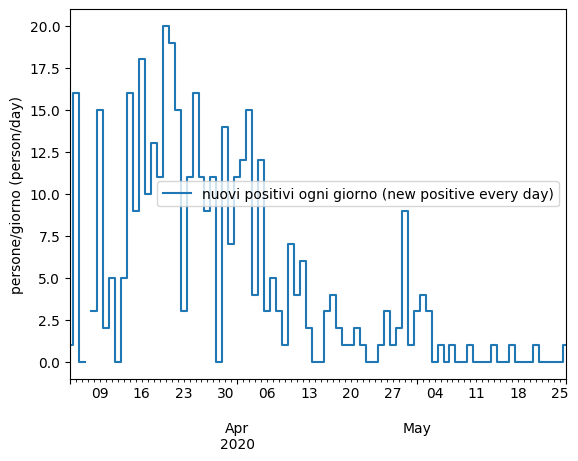 persone/giorno (person/day)
20.0
17.5
15.0
12.5
10.0
7.5
5.0
2.5
0.0
nuovi positivi ogni giorno (new positive every day)
09 16 23 30 06 13 20 27 04 11 18 25
Apr May
2020